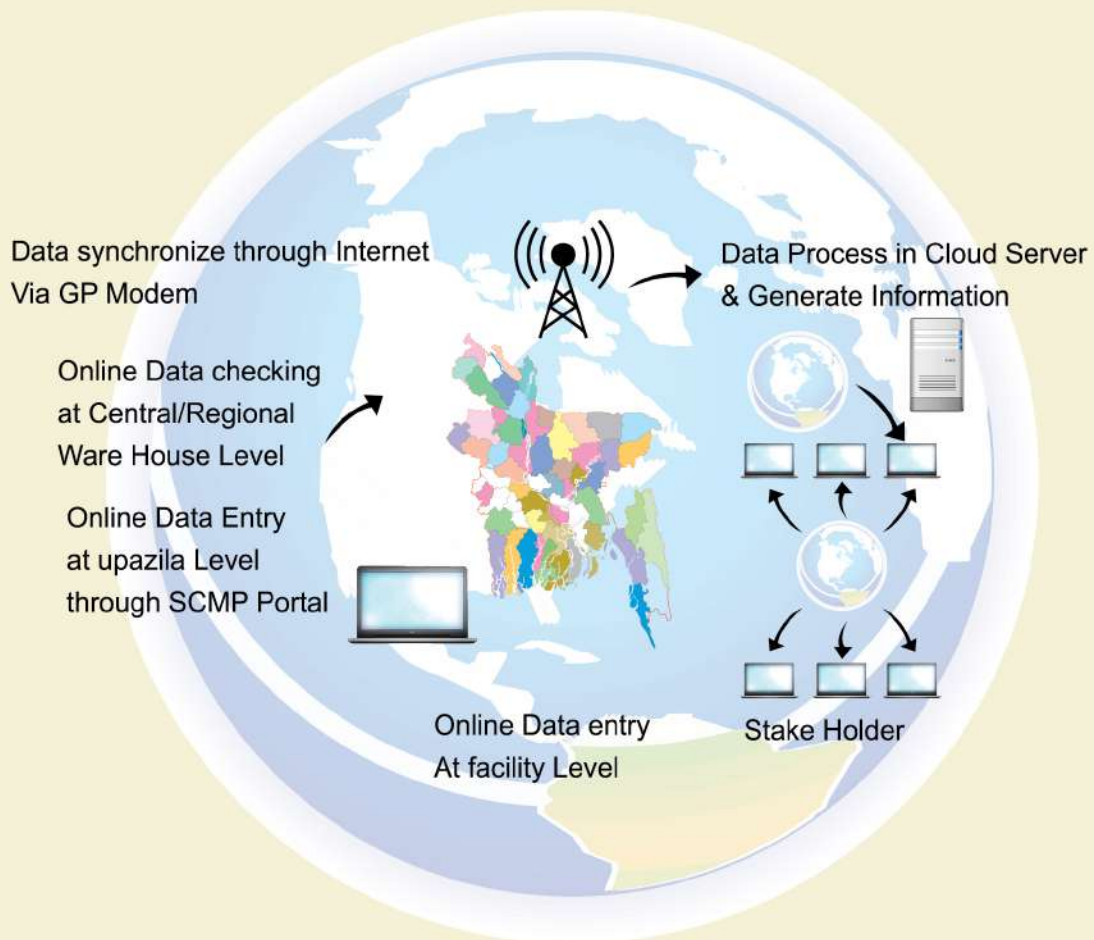 Data synchronize through Internet
Via GP Modem
Data Process in Cloud Server
& Generate Information
Online Data checking
at Central/Regional
Ware House Level
Online Data Entry
at upazila Level
through SCMP Portal
Online Data entry
At facility Level
Stake Holder